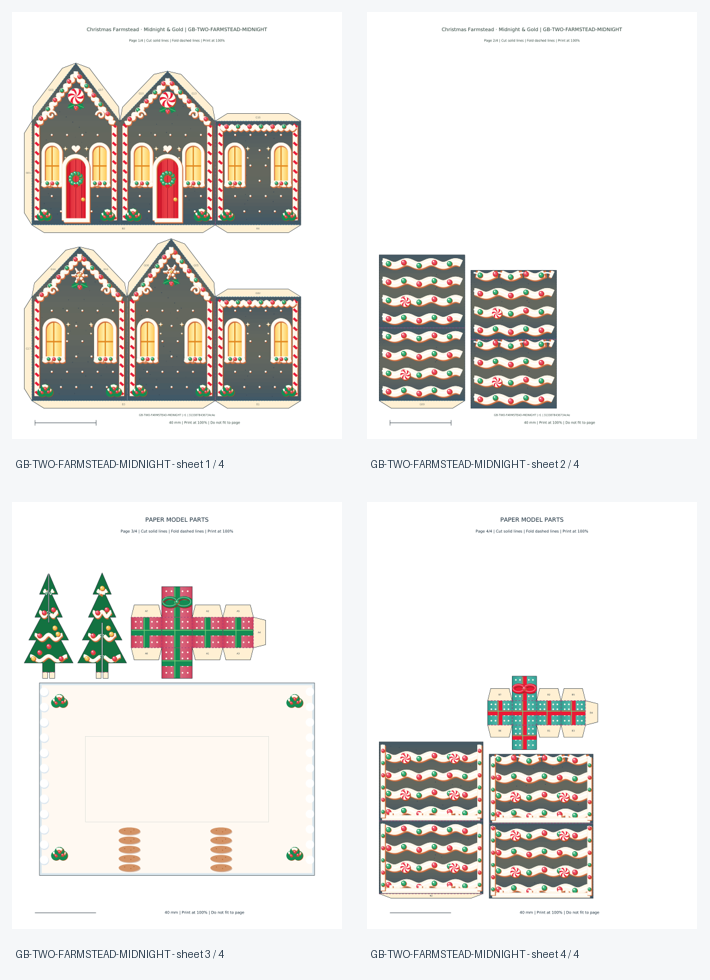 Christmas Farmstead · Midnight & Gold | GB-TWO-FARMSTEAD-MIDNIGHT
Page 1/4 | Cut solid lines | Fold dashed lines | Print at 100%
40 mm | Print at 100% | Do not fit to page
GB-TWO-FARMSTEAD-MIDNIGHT - sheet 1 / 4
Christmas Farmstead · Midnight & Gold | GB-TWO-FARMSTEAD-MIDNIGHT
Page 2/4 | Cut solid lines | Fold dashed lines | Print at 100%
40 mm | Print at 100% | Do not fit to page
GB-TWO-FARMSTEAD-MIDNIGHT - sheet 2 / 4
PAPER MODEL PARTS
Page 3/4 | Cut solid lines | Fold dashed lines | Print at 100%
40 mm | Print at 100% | Do not fit to page
GB-TWO-FARMSTEAD-MIDNIGHT - sheet 3 / 4
PAPER MODEL PARTS
Page 4/4 | Cut solid lines | Fold dashed lines | Print at 100%
40 mm | Print at 100% | Do not fit to page
GB-TWO-FARMSTEAD-MIDNIGHT - sheet 4 / 4